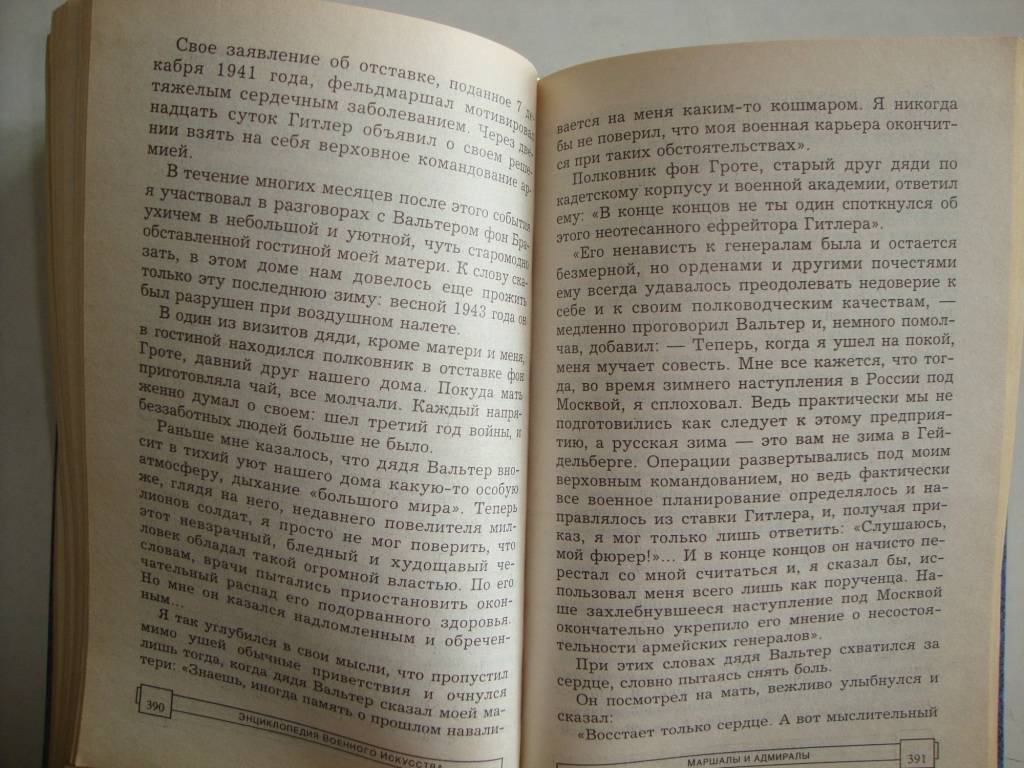 Свое заявление об отставке, поданное 7 де-
кабря 1941 года, фельдмаршал мотивировал
тяжелым сердечным заболеванием. Через две-
надцать суток Гитлер объявил о своем реше-
нии взять на себя верховное командование ар-
мией.
В течение многих месяцев после этого события
я участвовал в разговорах с Вальтером фон Бра-
ухичем в небольшой и уютной, чуть старомодно
обставленной гостиной моей матери. К слову ска-
зать, в этом доме нам довелось еще прожить
только эту последнюю зиму: весной 1943 года он
был разрушен при воздушном налете.
В один из визитов дяди, кроме матери и меня,
в гостиной находился полковник в отставке фон
Гроте, давний друг нашего дома. Покуда мать
приготовляла чай, все молчали. Каждый напря-
женно думал о своем: шел третий год войны, и
беззаботных людей больше не было.
Раньше мне казалось, что дядя Вальтер вно-
сит в тихий уют нашего дома какую-то особую
атмосферу, дыхание «большого мира». Теперь
же, глядя на него, недавнего повелителя мил-
лионов солдат, я просто не мог поверить, что
этот невзрачный, бледный и худощавый че-
ловек обладал такой огромной властью. По его
словам, врачи пытались приостановить окон-
чательный распад его подорванного здоровья.
Но мне он казался надломленным и обречен-
ным...
Я так углубился в свои мысли, что пропустил
мимо ушей обычные приветствия и очнулся
лишь тогда, когда дядя Вальтер сказал моей ма-
тери: «Знаешь, иногда память о прошлом навали-
390
ЭНЦИКЛОПЕДИЯ ВОЕННОГО ИСКУССТВА
вается на меня каким-то кошмаром. Я никогда
бы не поверил, что моя военная карьера окончит-
ся при таких обстоятельствах».
Полковник фон Гроте, старый друг дяди по
кадетскому корпусу и военной академии, ответил
ему: «В конце концов не ты один споткнулся об
этого неотесанного ефрейтора Гитлера».
«Его ненависть к генералам была и остается
безмерной, но орденами и другими почестями
ему всегда удавалось преодолевать недоверие к
себе и к своим полководческим качествам, —
медленно проговорил Вальтер и, немного помол-
чав, добавил: — Теперь, когда я ушел на покой,
меня мучает совесть. Мне все кажется, что тог-
да, во время зимнего наступления в России под
Москвой, я сплоховал. Ведь практически мы не
подготовились как следует к этому предприя-
тию, а русская зима — это вам не зима в Гей-
дельберге. Операции развертывались под моим
верховным командованием, но ведь фактически
все военное планирование определялось и на-
правлялось из ставки Гитлера, и, получая при-
каз, я мог только лишь ответить: «Слушаюсь,
мой фюрер!»... И в конце концов он начисто пе-
рестал со мной считаться и, я сказал бы, ис-
пользовал меня всего лишь как порученца. На-
ше захлебнувшееся наступление под Москвой
окончательно укрепило его мнение о несостоя-
тельности армейских генералов».
При этих словах дядя Вальтер схватился за
сердце, словно пытаясь снять боль.
Он посмотрел на мать, вежливо улыбнулся и
сказал:
«Восстает только сердце. А вот мыслительный
МАРШАЛЫ И АДМИРАЛЫ
391